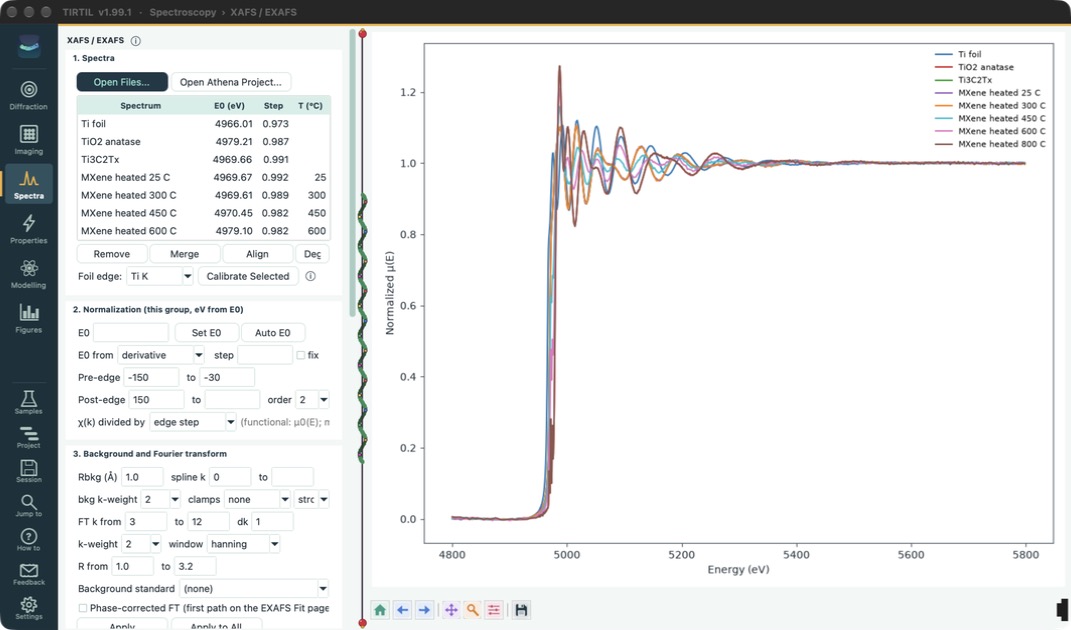 TIRTIL v1.99.1 - Spectroscopy › XAFS / EXAFS
Diffraction
Imaging
Spectra
Properties
Modelling
Figures
Samples
Project
Session
Jump to
How to
Feedback
Settings
XAFS / EXAFS
1. Spectra
Open Files... Open Athena Project...
Spectrum E0 (eV) Step T (°C)
Ti foil 4966.01 0.973
TiO2 anatase 4979.21 0.987
Ti3C2Tx 4969.66 0.991
MXene heated 25 C 4969.67 0.992 25
MXene heated 300 C 4969.61 0.989 300
MXene heated 450 C 4970.45 0.982 450
MXene heated 600 C 4979.10 0.982 600
Remove Merge Align
Foil edge: Ti K Calibrate Selected
2. Normalization (this group, eV from E0)
E0 Set E0 Auto E0
E0 from derivative step fix
Pre-edge -150 to -30
Post-edge 150 to order 2
χ(k) divided by edge step (functional: μ0(E);
3. Background and Fourier transform
Rbkg (Å) 1.0 spline k 0 to
bkg k-weight 2 clamps none
FT k from 3 to 12 dk 1
k-weight 2 window hanning
R from 1.0 to 3.2
Background standard (none)
Phase-corrected FT (first path on the EXAFS Fit page
Apply Apply to All
Normalized μ(E)
1.2
1.0
0.8
0.6
0.4
0.2
0.0
4800 5000 5200 5400 5600 5800
Energy (eV)
Ti foil
TiO2 anatase
Ti3C2Tx
MXene heated 25 C
MXene heated 300 C
MXene heated 450 C
MXene heated 600 C
MXene heated 800 C